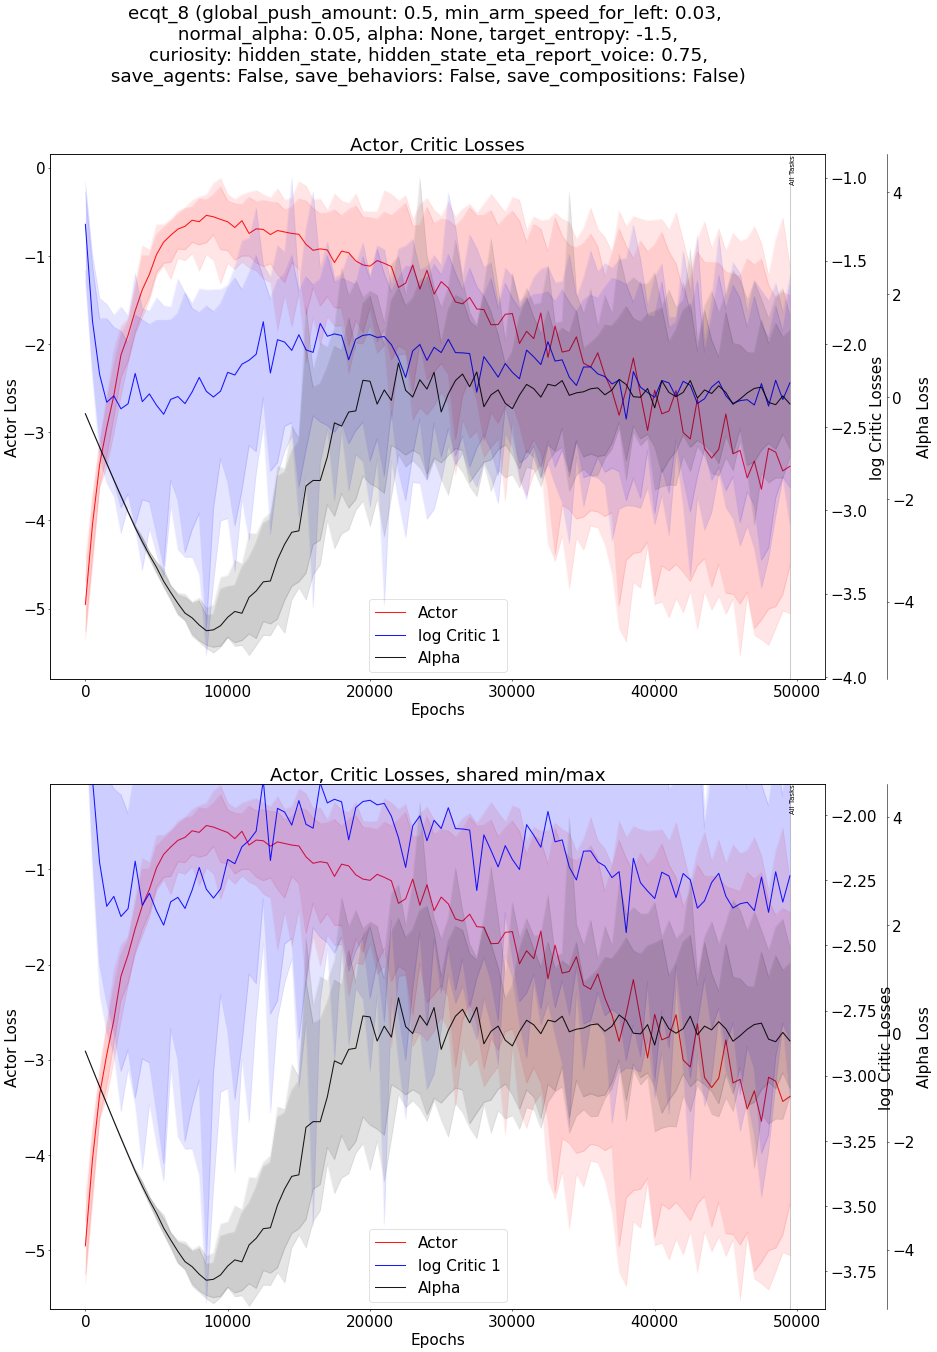 ecqt_8 (global_push_amount: 0.5, min_arm_speed_for_left: 0.03,
normal_alpha: 0.05, alpha: None, target_entropy: -1.5,
curiosity: hidden_state, hidden_state_eta_report_voice: 0.75,
save_agents: False, save_behaviors: False, save_compositions: False)
Actor, Critic Losses
All Tasks
0
−1
−2
−3
−4
−5
Actor Loss
−1.0
−1.5
−2.0
−2.5
−3.0
−3.5
−4.0
log Critic Losses
4
2
0
−2
−4
Alpha Loss
Actor
log Critic 1
Alpha
0 10000 20000 30000 40000 50000
Epochs
Actor, Critic Losses, shared min/max
All Tasks
−1
−2
−3
−4
−5
Actor Loss
−2.00
−2.25
−2.50
−2.75
−3.00
−3.25
−3.50
−3.75
log Critic Losses
4
2
0
−2
−4
Alpha Loss
Actor
log Critic 1
Alpha
0 10000 20000 30000 40000 50000
Epochs